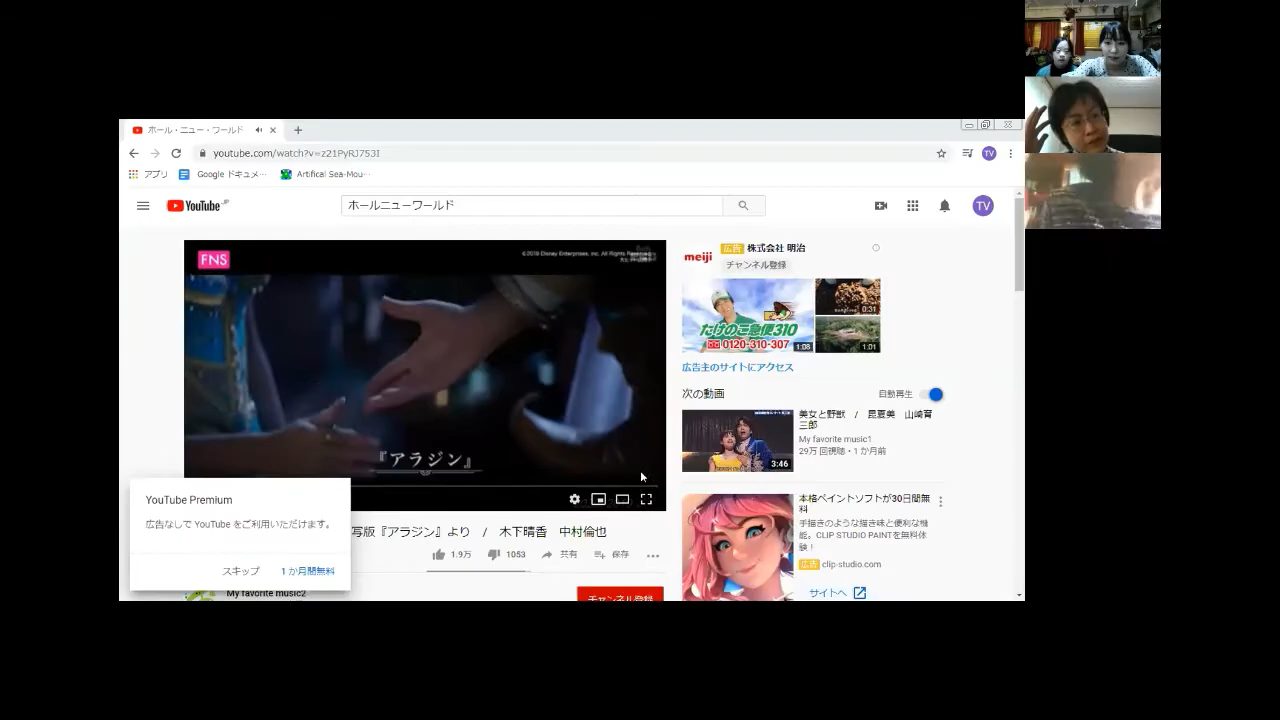 ホール・ニュー・ワールド
youtube.com/watch?v=z21PyRJ753I
TV
アプリ
Google ドキュメ…
Artifical Sea-Mou…
YouTube JP
ホールニューワールド
TV
FNS
©2019 Disney Enterprises, Inc. All Rights Reserved.
『アラジン』
meiji
広告 株式会社 明治
チャンネル登録
たけのこ急便310
0120-310-307
1:08
0:31
1:01
広告主のサイトにアクセス
次の動画
自動再生
美女と野獣 / 昆夏美 山崎育
三郎
My favorite music1
29万 回視聴・1 か月前
3:46
本格ペイントソフトが30日間無
料
手描きのような描き味と便利な機
能。CLIP STUDIO PAINTを無料体
験！
広告 clip-studio.com
サイトへ
写版『アラジン』より / 木下晴香 中村倫也
1.9万
1053
共有
保存
YouTube Premium
広告なしで YouTube をご利用いただけます。
スキップ
1 か月間無料
My favorite music2
チャンネル登録